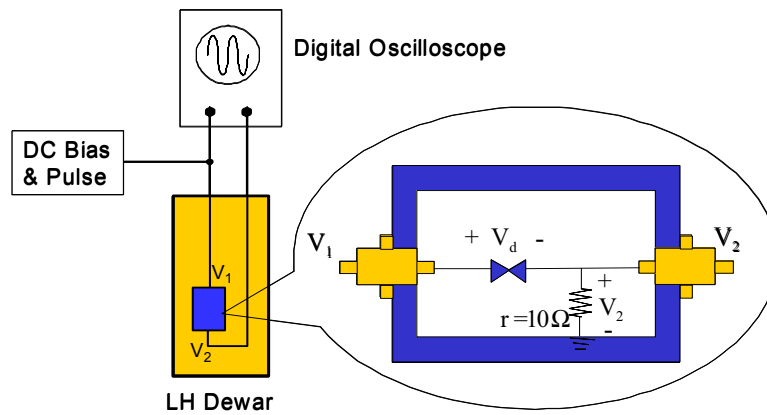 Digital Oscilloscope
DC Bias
& Pulse
V1
V2
LH Dewar
V1
+ Vd -
V2
+
r=10Ω
V2
-